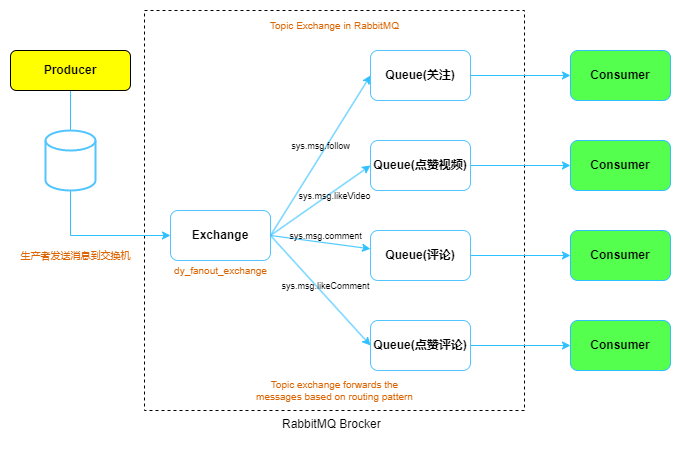 Topic Exchange in RabbitMQ
Producer
Queue(关注)
Consumer
sys.msg.follow
Queue(点赞视频)
Consumer
sys.msg.likeVideo
Exchange
sys.msg.comment
Queue(评论)
Consumer
生产者发送消息到交换机
dy_fanout_exchange
sys.msg.likeComment
Queue(点赞评论)
Consumer
Topic exchange forwards the
messages based on routing pattern
RabbitMQ Brocker